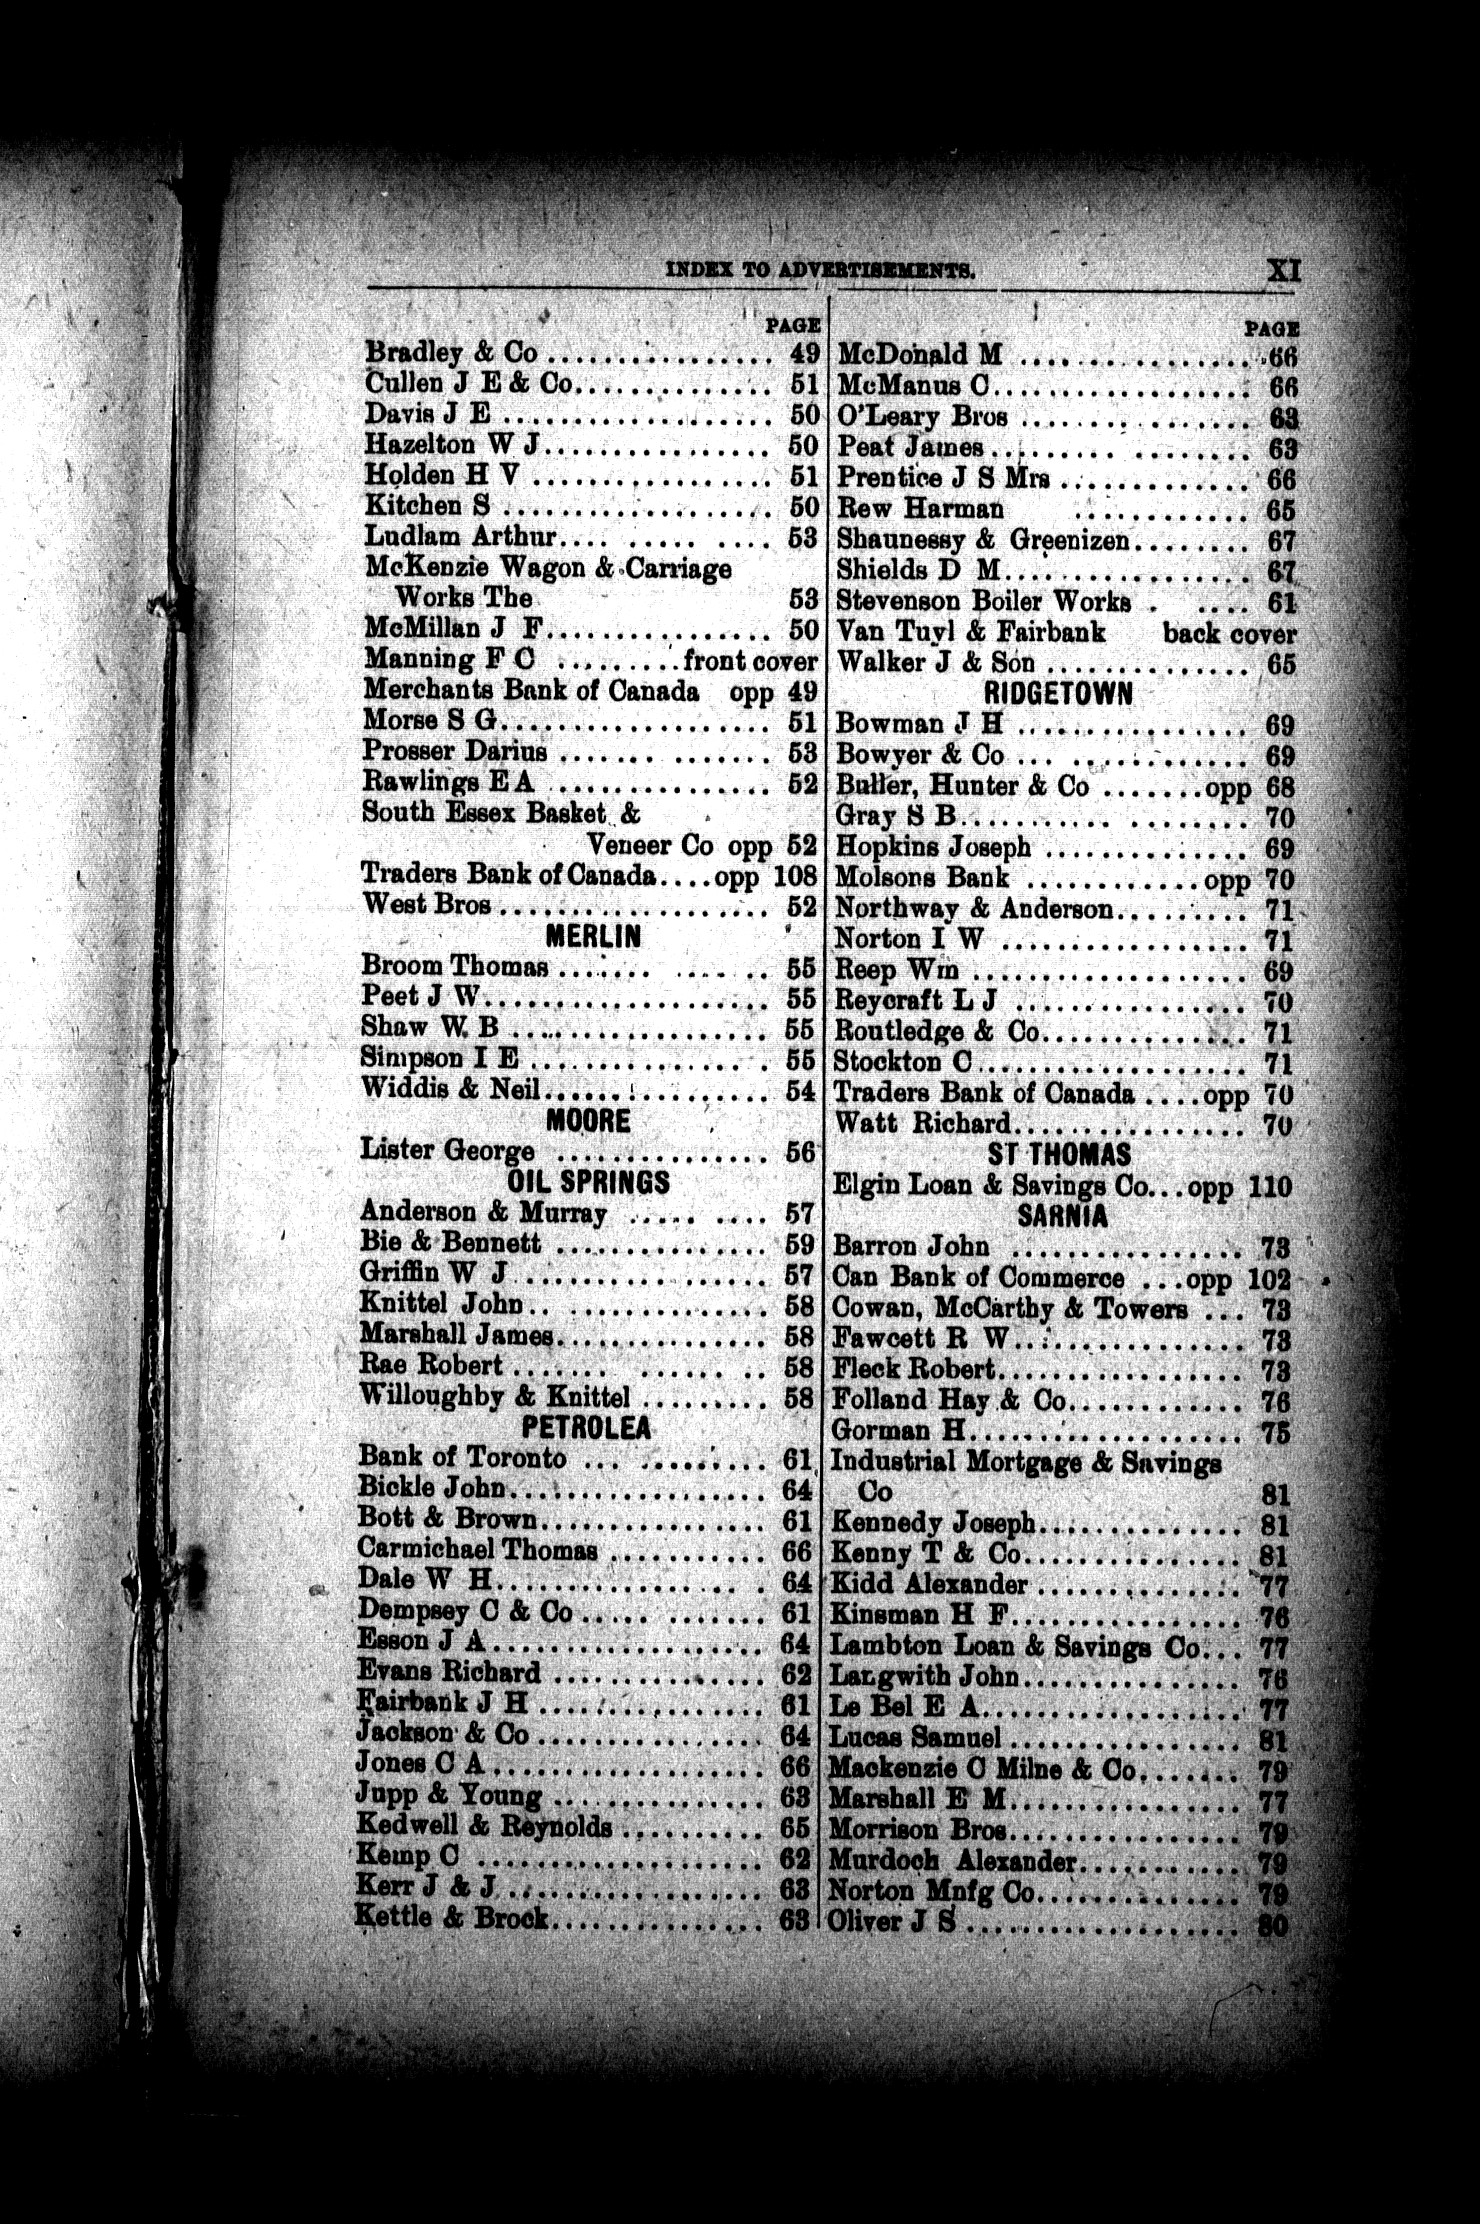 INDEX TO ADVERTISEMENTS. XI
PAGE
Bradley & Co ................ 49
Cullen J E & Co.............. 51
Davis J E ................... 50
Hazelton W J................ 50
Holden H V ................. 51
Kitchen S ................... 50
Ludlam Arthur.... ..... .... 53
McKenzie Wagon & Carriage
Works The 53
McMillan J F................ 50
Manning F C ......... front cover
Merchants Bank of Canada opp 49
Morse S G................... 51
Prosser Darius ....... ....... 53
Rawlings E A ................ 52
South Essex Basket &
Veneer Co opp 52
Traders Bank of Canada....opp 108
West Bros ................... 52
MERLIN
Broom Thomas ....... .... .. 55
Peet J W.................... 55
Shaw W. B .................. 55
Simpson I E ................. 55
Widdis & Neil................ 54
MOORE
Lister George ............... 56
OIL SPRINGS
Anderson & Murray ..... .... 57
Bie & Bennett ............... 59
Griffin W J ................. 57
Knittel John.. .............. 58
Marshall James............... 58
Rae Robert ....... ...... .. 58
Willoughby & Knittel ......... 58
PETROLEA
Bank of Toronto ... ......... 61
Bickle John.................. 64
Bott & Brown................ 61
Carmichael Thomas ........... 66
Dale W H................... 64
Dempsey C & Co ..... ....... 61
Esson J A................... 64
Evans Richard ............... 62
Fairbank J H ................ 61
Jackson & Co ................ 64
Jones C A................... 66
Jupp & Young ............... 63
Kedwell & Reynolds .......... 65
Kemp C .................... 62
Kerr J & J .................. 63
Kettle & Brock............... 63
PAGE
McDonald M ................ 66
McManus C.................. 66
O'Leary Bros ................ 63
Peat James.......... ........ 63
Prentice J S Mrs ............. 66
Rew Harman ............ 65
Shaunessy & Greenizen........ 67
Shields D M................. 67
Stevenson Boiler Works . .... 61
Van Tuyl & Fairbank back cover
Walker J & Son .............. 65
RIDGETOWN
Bowman J H ................ 69
Bowyer & Co ... ............ 69
Butler, Hunter & Co .......opp 68
Gray S B........... ........ 70
Hopkins Joseph .............. 69
Molsons Bank ............opp 70
Northway & Anderson......... 71
Norton I W ................. 71
Reep Wm ................... 69
Reycraft L J ................ 70
Routledge & Co.............. 71
Stockton C................... 71
Traders Bank of Canada ....opp 70
Watt Richard................ 70
ST THOMAS
Elgin Loan & Savings Co...opp 110
SARNIA
Barron John ................ 73
Can Bank of Commerce ...opp 102
Cowan, McCarthy & Towers ... 73
Fawcett R W................ 73
Fleck Robert................. 73
Folland Hay & Co............ 76
Gorman H................... 75
Industrial Mortgage & Savings
Co 81
Kennedy Joseph.............. 81
Kenny T & Co............... 81
Kidd Alexander .............. 77
Kinsman H F................ 76
Lambton Loan & Savings Co... 77
Langwith John............... 76
Le Bel E A.................. 77
Lucas Samuel ................ 81
Mackenzie C Milne & Co....... 79
Marshall E M................ 77
Morrison Bros................ 79
Murdoch Alexander........... 79
Norton Mnfg Co.............. 79
Oliver J S ................... 80